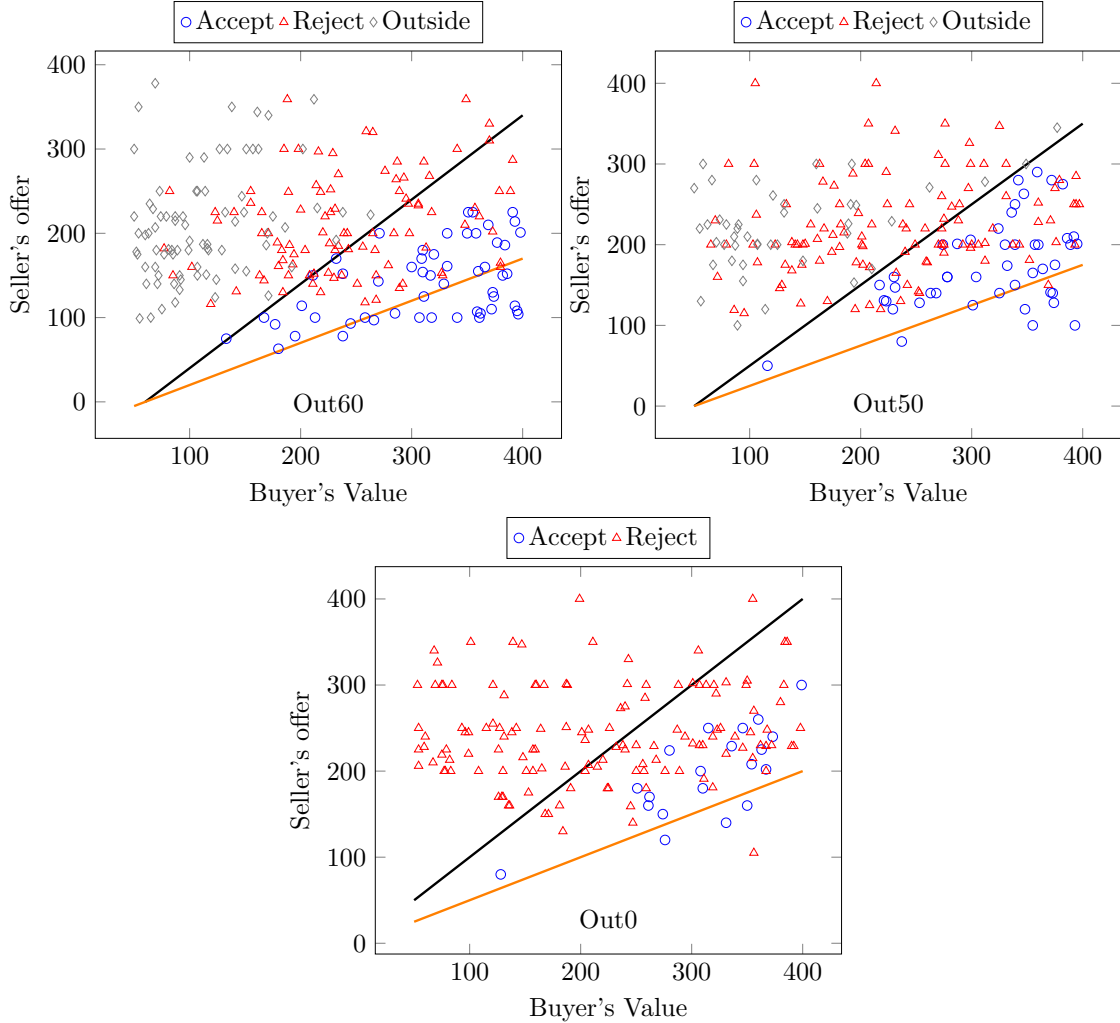 Accept Reject Outside
400
300
200
100
0
Seller's offer
Out60
100 200 300 400
Buyer's Value
Accept Reject Outside
400
300
200
100
0
Seller's offer
Out50
100 200 300 400
Buyer's Value
Accept Reject
400
300
200
100
0
Seller's offer
Out0
100 200 300 400
Buyer's Value